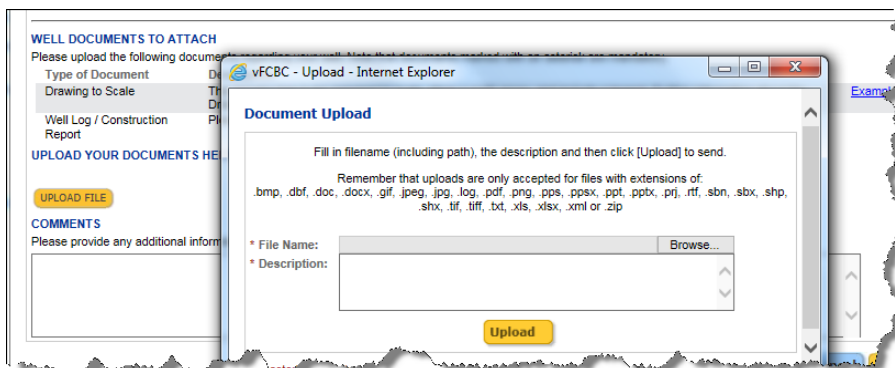 WELL DOCUMENTS TO ATTACH
Please upload the following
Type of Document
Drawing to Scale
Well Log / Construction
Report
UPLOAD YOUR DOCUMENTS
UPLOAD FILE
COMMENTS
Please provide any additional
vFCBC - Upload - Internet Explorer
Document Upload
Fill in filename (including path), the description and then click [Upload] to send.
Remember that uploads are only accepted for files with extensions of:
.bmp, .dbf, .doc, .docx, .gif, .jpeg, .jpg, .log, .pdf, .png, .pps, .ppsx, .ppt, .pptx, .prj, .rtf, .sbn, .sbx, .shp,
.shx, .tif, .tiff, .txt, .xls, .xlsx, .xml or .zip
* File Name:
Browse...
* Description:
Upload